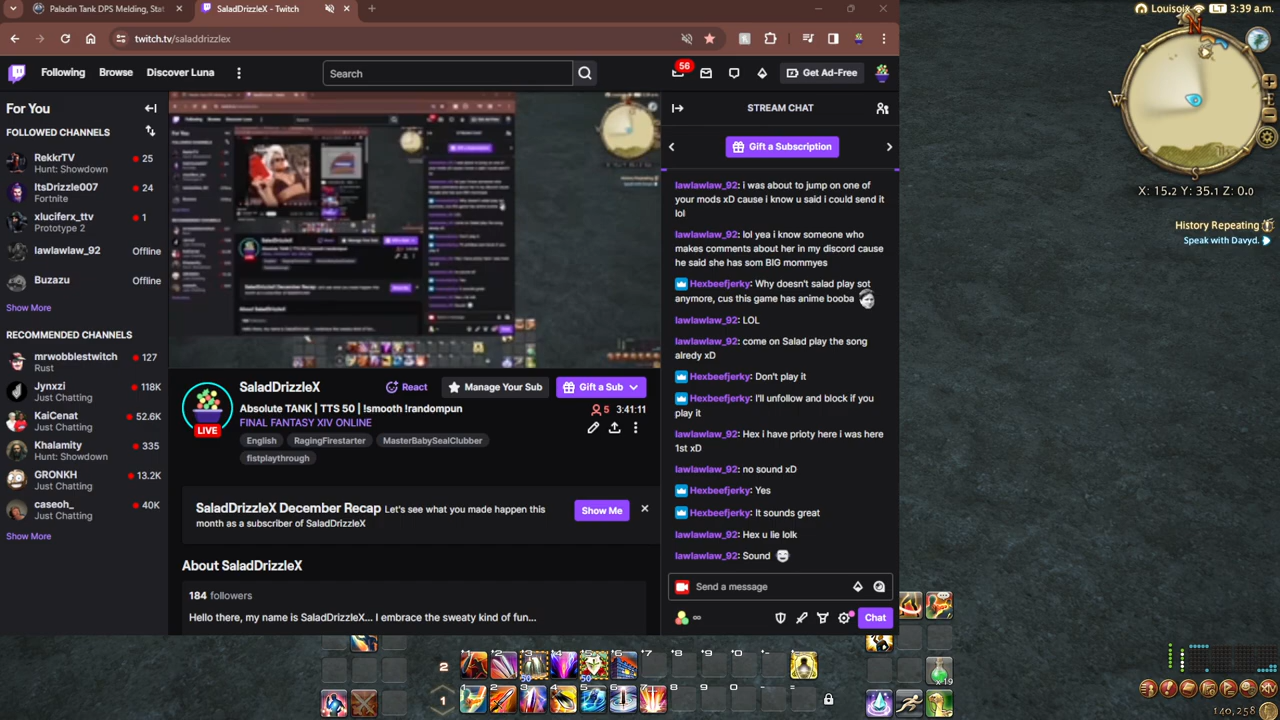 Paladin Tank DPS Melding, Stat
SaladDrizzleX - Twitch
twitch.tv/saladdrizzlex
Following
Browse
Discover Luna
Search
56
Get Ad-Free
For You
FOLLOWED CHANNELS
RekkrTV
25
Hunt: Showdown
ItsDrizzle007
24
Fortnite
xluciferx_ttv
1
Prototype 2
lawlawlaw_92
Offline
Buzazu
Offline
Show More
RECOMMENDED CHANNELS
mrwobblestwitch
127
Rust
Jynxzi
118K
Just Chatting
KaiCenat
52.6K
Just Chatting
Khalamity
335
Hunt: Showdown
GRONKH
13.2K
Just Chatting
caseoh_
40K
Just Chatting
Show More
SaladDrizzleX
React
Manage Your Sub
Gift a Sub
Absolute TANK | TTS 50 | !smooth !randompun
5
3:41:11
FINAL FANTASY XIV ONLINE
English
RagingFirestarter
MasterBabySealClubber
fistplaythrough
LIVE
SaladDrizzleX December Recap Let's see what you made happen this
month as a subscriber of SaladDrizzleX
Show Me
About SaladDrizzleX
184 followers
Hello there, my name is SaladDrizzleX... I embrace the sweaty kind of fun...
STREAM CHAT
Gift a Subscription
lawlawlaw_92: i was about to jump on one of
your mods xD cause i know u said i could send it
lol
lawlawlaw_92: lol yea i know someone who
makes comments about her in my discord cause
he said she has som BIG mommyes
Hexbeefjerky: Why doesn't salad play sot
anymore, cus this game has anime booba
lawlawlaw_92: LOL
lawlawlaw_92: come on Salad play the song
alredy xD
Hexbeefjerky: Don't play it
Hexbeefjerky: I'll unfollow and block if you
play it
lawlawlaw_92: Hex i have prioty here i was here
1st xD
lawlawlaw_92: no sound xD
Hexbeefjerky: Yes
Hexbeefjerky: It sounds great
lawlawlaw_92: Hex u lie lolk
lawlawlaw_92: Sound
Send a message
∞
Chat
Louisoix
LT
3:39 a.m.
N
W
E
S
X: 15.2 Y: 35.1 Z: 0.0
History Repeating
Speak with Davyd.
2
1
50
50
x19
140,258